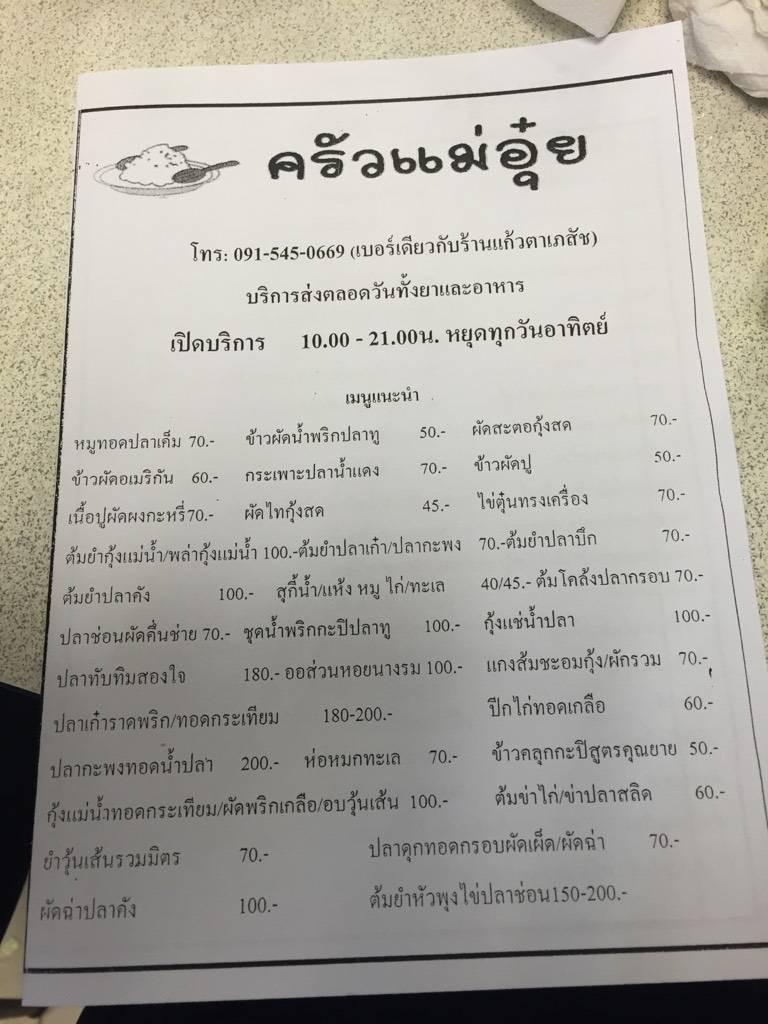 ครัวแม่อุ๋ย
โทร: 091-545-0669 (เบอร์เดียวกับร้านแก้วตาเภสัช)
บริการส่งตลอดวันทั้งยาและอาหาร
เปิดบริการ 10.00 - 21.00น. หยุดทุกวันอาทิตย์
เมนูแนะนำ
หมูทอดปลาเค็ม 70.- ข้าวผัดน้ำพริกปลาทู 50.- ผัดสะตอกุ้งสด 70.-
ข้าวผัดอเมริกัน 60.- กระเพาะปลาน้ำแดง 70.- ข้าวผัดปู 50.-
เนื้อปูผัดผงกะหรี่70.- ผัดไทกุ้งสด 45.- ไข่ตุ๋นทรงเครื่อง 70.-
ต้มยำกุ้งแม่น้ำ/พล่ากุ้งแม่น้ำ 100.-ต้มยำปลาเก๋า/ปลากะพง 70.-ต้มยำปลาบึก 70.-
ต้มยำปลาคัง 100.- สุกี้น้ำ/แห้ง หมู ไก่/ทะเล 40/45.- ต้มโคล้งปลากรอบ 70.-
ปลาช่อนผัดคื่นช่าย 70.- ชุดน้ำพริกกะปิปลาทู 100.- กุ้งแช่น้ำปลา 100.-
ปลาทับทิมสองใจ 180.- ออส่วนหอยนางรม 100.- แกงส้มชะอมกุ้ง/ผักรวม 70.-
ปลาเก๋าราดพริก/ทอดกระเทียม 180-200.- ปีกไก่ทอดเกลือ 60.-
ปลากะพงทอดน้ำปลา 200.- ห่อหมกทะเล 70.- ข้าวคลุกกะปิสูตรคุณยาย 50.-
กุ้งแม่น้ำทอดกระเทียม/ผัดพริกเกลือ/อบวุ้นเส้น 100.- ต้มข่าไก่/ข่าปลาสลิด 60.-
ยำวุ้นเส้นรวมมิตร 70.- ปลาดุกทอดกรอบผัดเผ็ด/ผัดฉ่า 70.-
ผัดฉ่าปลาคัง 100.- ต้มยำหัวพุงไข่ปลาช่อน150-200.-